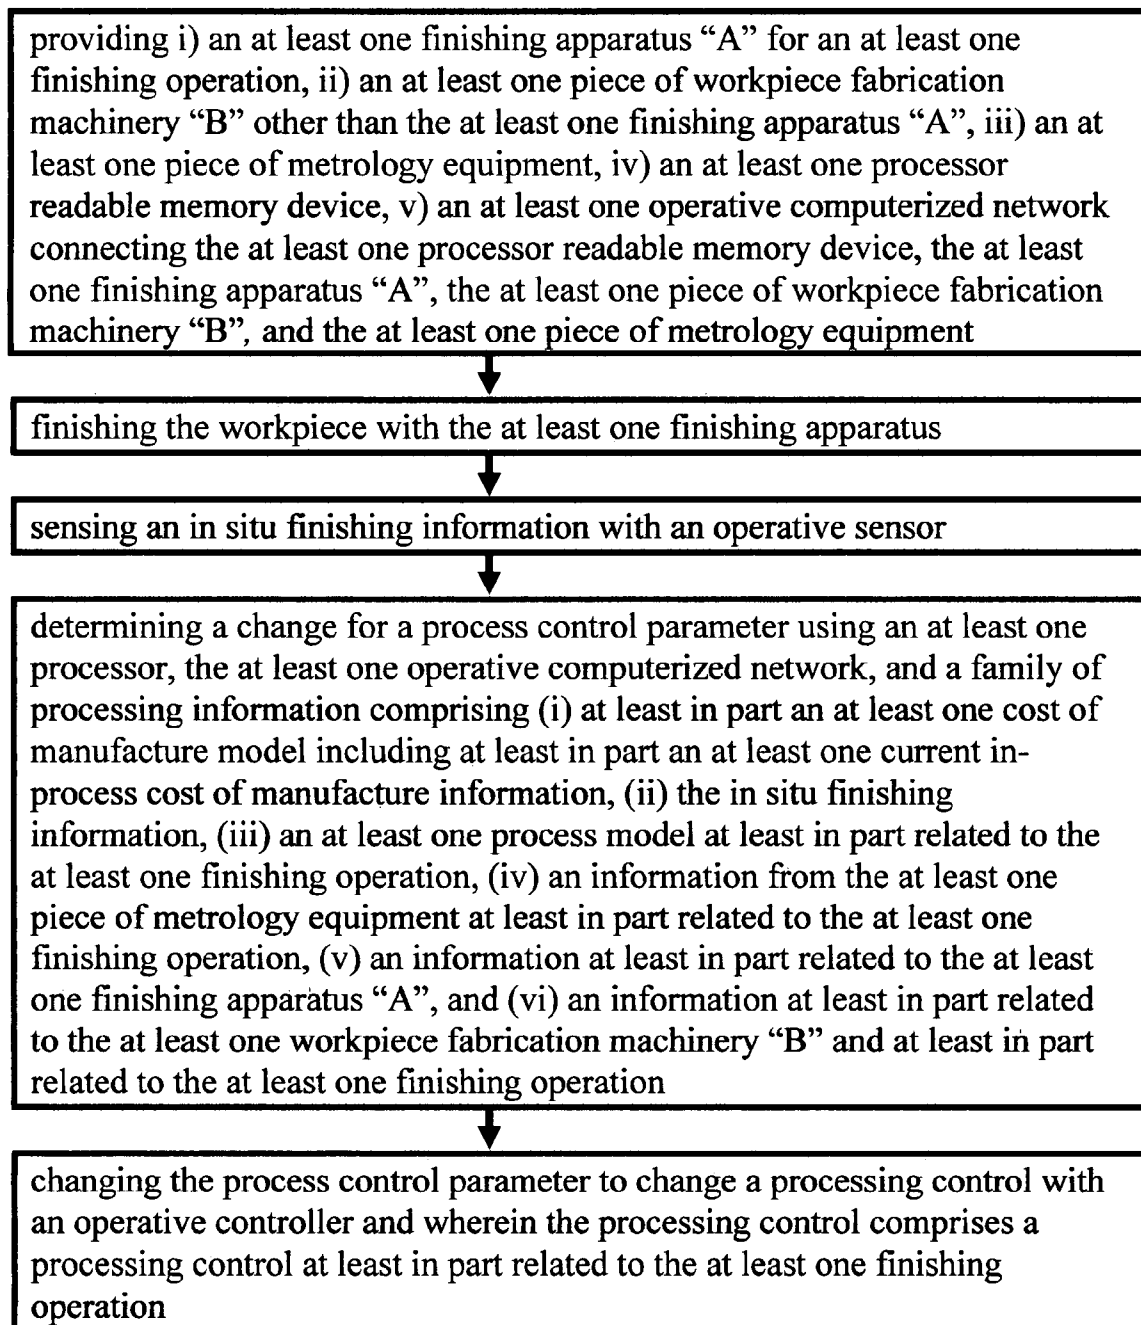 providing i) an at least one finishing apparatus “A” for an at least one
finishing operation, ii) an at least one piece of workpiece fabrication
machinery “B” other than the at least one finishing apparatus “A”, iii) an at
least one piece of metrology equipment, iv) an at least one processor
readable memory device, v) an at least one operative computerized network
connecting the at least one processor readable memory device, the at least
one finishing apparatus “A”, the at least one piece of workpiece fabrication
machinery “B”, and the at least one piece of metrology equipment
finishing the workpiece with the at least one finishing apparatus
sensing an in situ finishing information with an operative sensor
determining a change for a process control parameter using an at least one
processor, the at least one operative computerized network, and a family of
processing information comprising (i) at least in part an at least one cost of
manufacture model including at least in part an at least one current in-
process cost of manufacture information, (ii) the in situ finishing
information, (iii) an at least one process model at least in part related to the
at least one finishing operation, (iv) an information from the at least one
piece of metrology equipment at least in part related to the at least one
finishing operation, (v) an information at least in part related to the at least
one finishing apparatus “A”, and (vi) an information at least in part related
to the at least one workpiece fabrication machinery “B” and at least in part
related to the at least one finishing operation
changing the process control parameter to change a processing control with
an operative controller and wherein the processing control comprises a
processing control at least in part related to the at least one finishing
operation